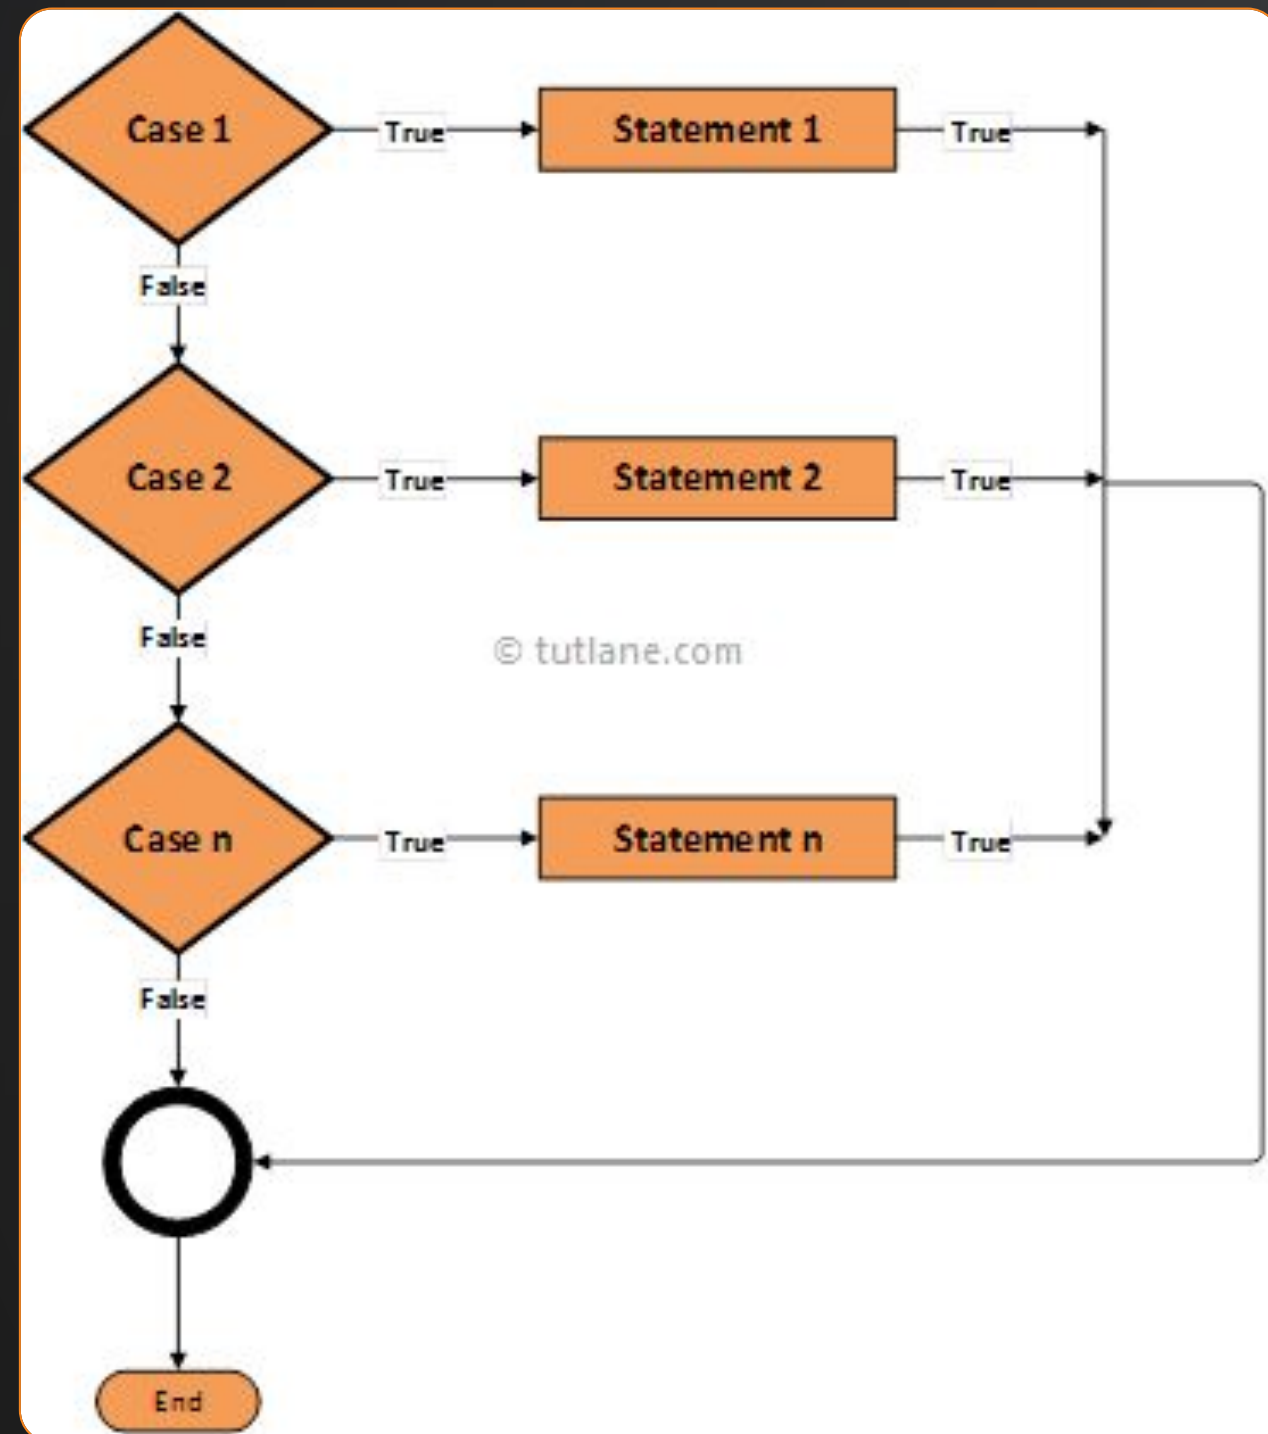 Case 1
True
Statement 1
True
False
Case 2
True
Statement 2
True
False
© tutlane.com
Case n
True
Statement n
True
False
End